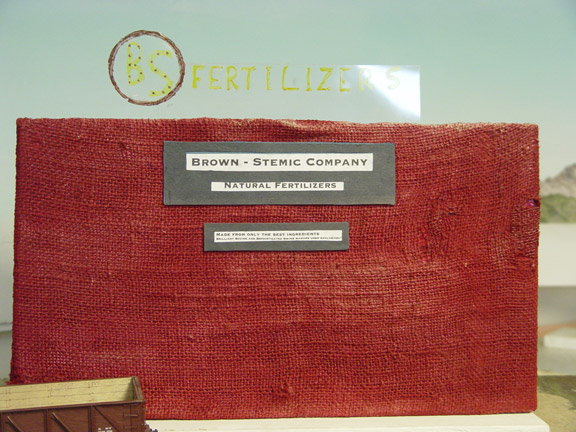 BS FERTILIZERS
BROWN - STEMIC COMPANY
NATURAL FERTILIZERS
MADE FROM ONLY THE BEST INGREDIENTS